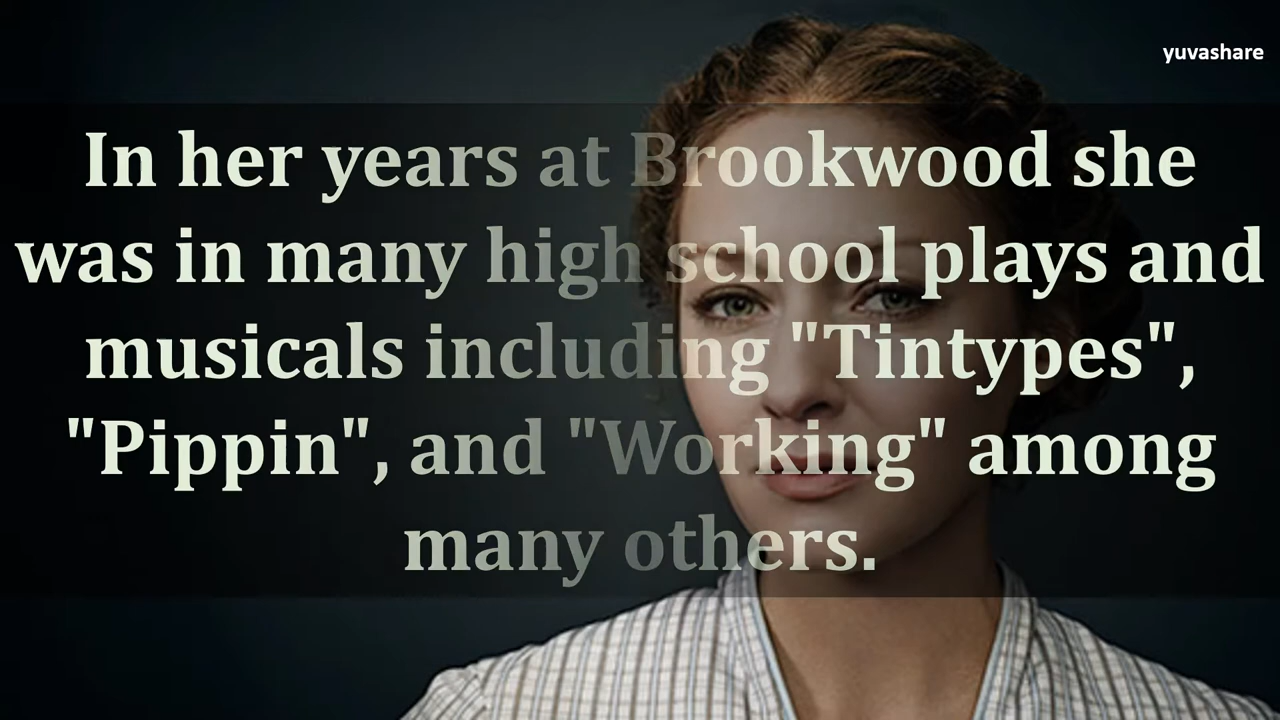 yuvashare
In her years at Brookwood she
was in many high school plays and
musicals including "Tintypes",
"Pippin", and "Working" among
many others.